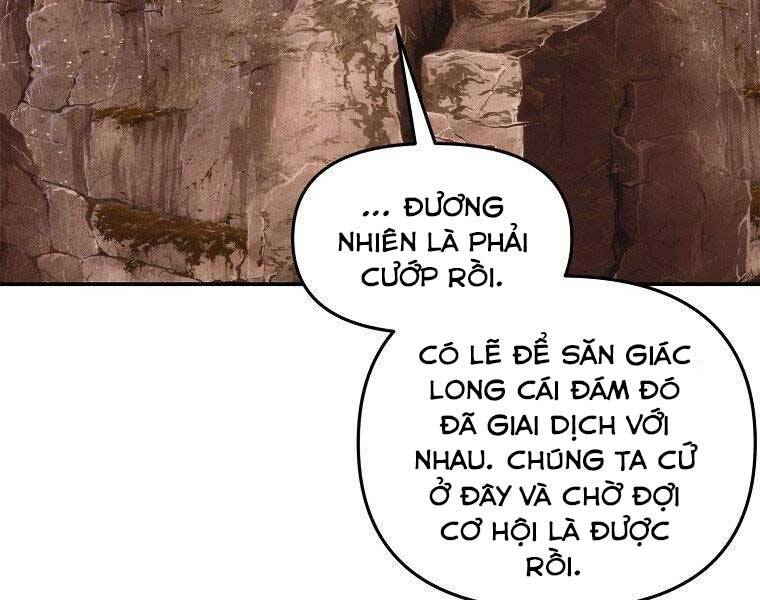 ... ĐƯƠNG
NHIÊN LÀ PHẢI
CƯỚP RỒI.
CÓ LẼ ĐỂ SĂN GIÁC
LONG CÁI ĐÁM ĐÓ
ĐÃ GIAI DỊCH VỚI
NHAU. CHÚNG TA CỨ
Ở ĐÂY VÀ CHỜ ĐỢI
CƠ HỘI LÀ ĐƯỢC
RỒI.